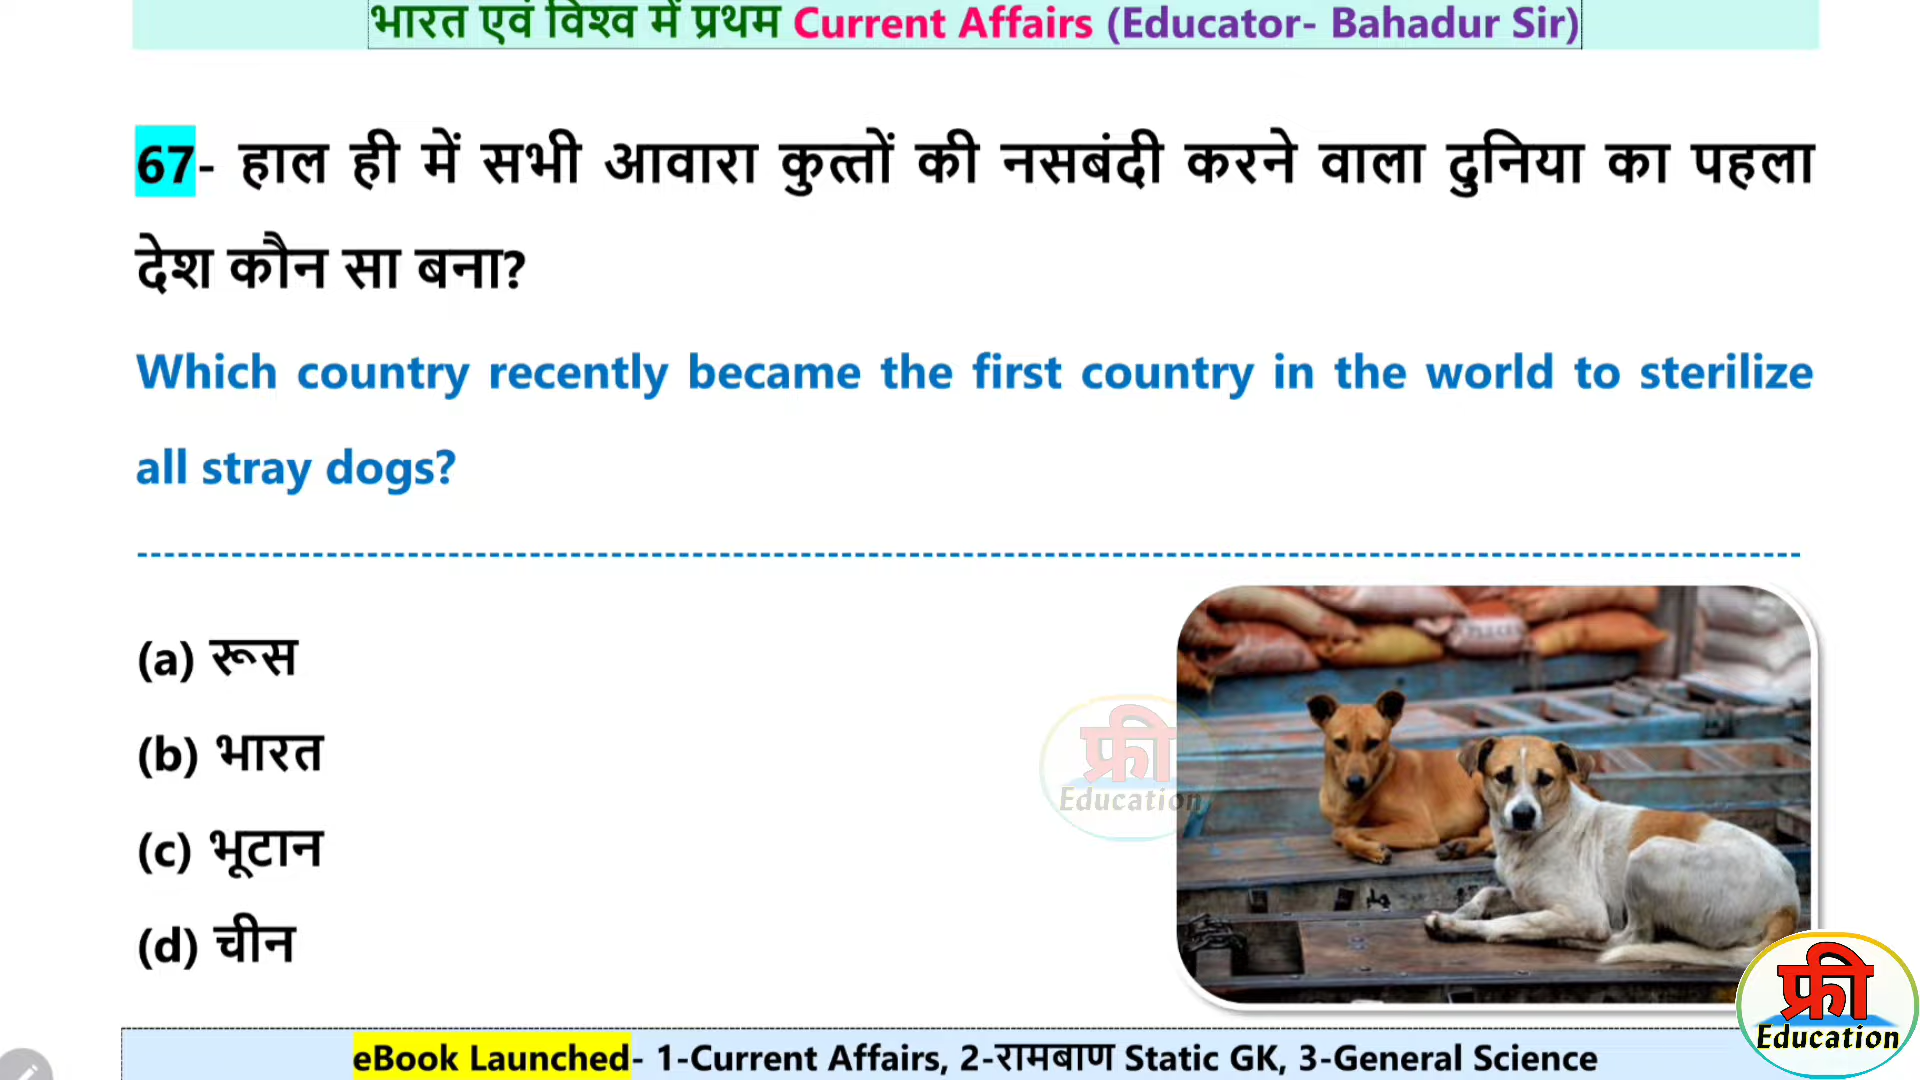 भारत एवं विश्व में प्रथम Current Affairs (Educator- Bahadur Sir)
67- हाल ही में सभी आवारा कुत्तों की नसबंदी करने वाला दुनिया का पहला
देश कौन सा बना?
Which country recently became the first country in the world to sterilize
all stray dogs?
(a) रूस
(b) भारत
(c) भूटान
(d) चीन
फ्री
Education
फ्री
Education
eBook Launched- 1-Current Affairs, 2-रामबाण Static GK, 3-General Science